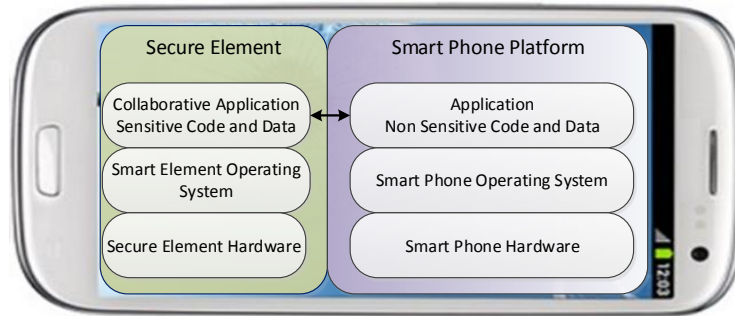 Secure Element
Collaborative Application
Sensitive Code and Data
Smart Element Operating
System
Secure Element Hardware
Smart Phone Platform
Application
Non Sensitive Code and Data
Smart Phone Operating System
Smart Phone Hardware
12:03